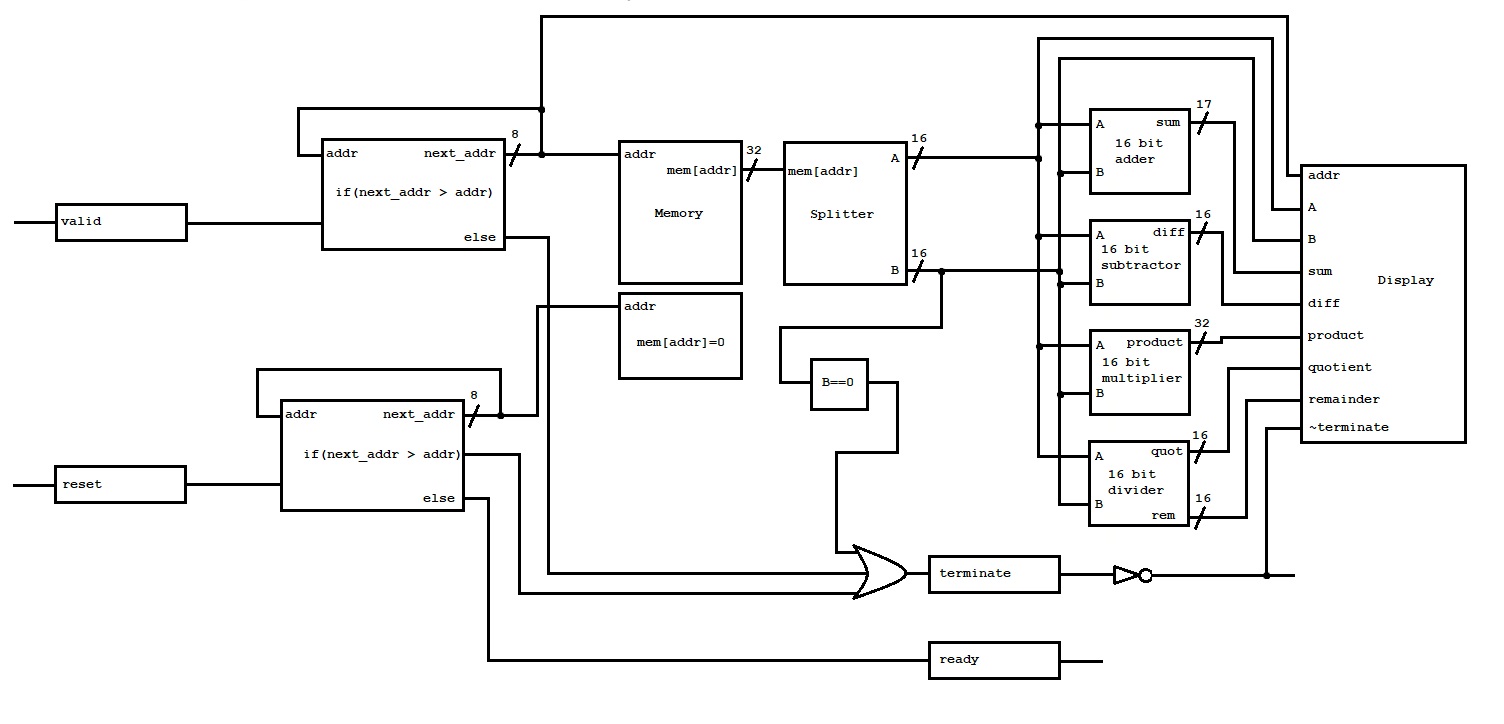 valid
addr
next_addr
8
if(next_addr > addr)
else
addr
mem[addr]
32
Memory
mem[addr]
A
16
Splitter
B
16
addr
mem[addr]=0
B==0
reset
addr
next_addr
8
if(next_addr > addr)
else
A
sum
17
16 bit
adder
B
A
diff
16
16 bit
subtractor
B
A
product
32
16 bit
multiplier
B
A
quot
16
16 bit
divider
B
rem
16
addr
A
B
sum
Display
diff
product
quotient
remainder
~terminate
terminate
ready